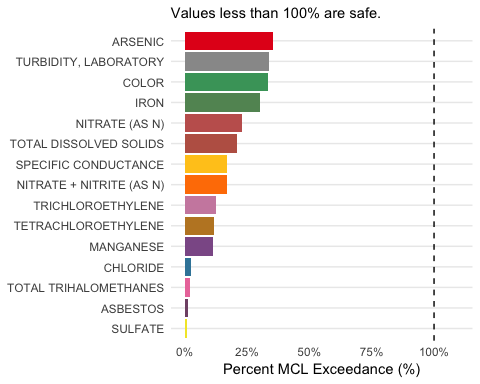 Values less than 100% are safe.
ARSENIC
TURBIDITY, LABORATORY
COLOR
IRON
NITRATE (AS N)
TOTAL DISSOLVED SOLIDS
SPECIFIC CONDUCTANCE
NITRATE + NITRITE (AS N)
TRICHLOROETHYLENE
TETRACHLOROETHYLENE
MANGANESE
CHLORIDE
TOTAL TRIHALOMETHANES
ASBESTOS
SULFATE
0% 25% 50% 75% 100%
Percent MCL Exceedance (%)